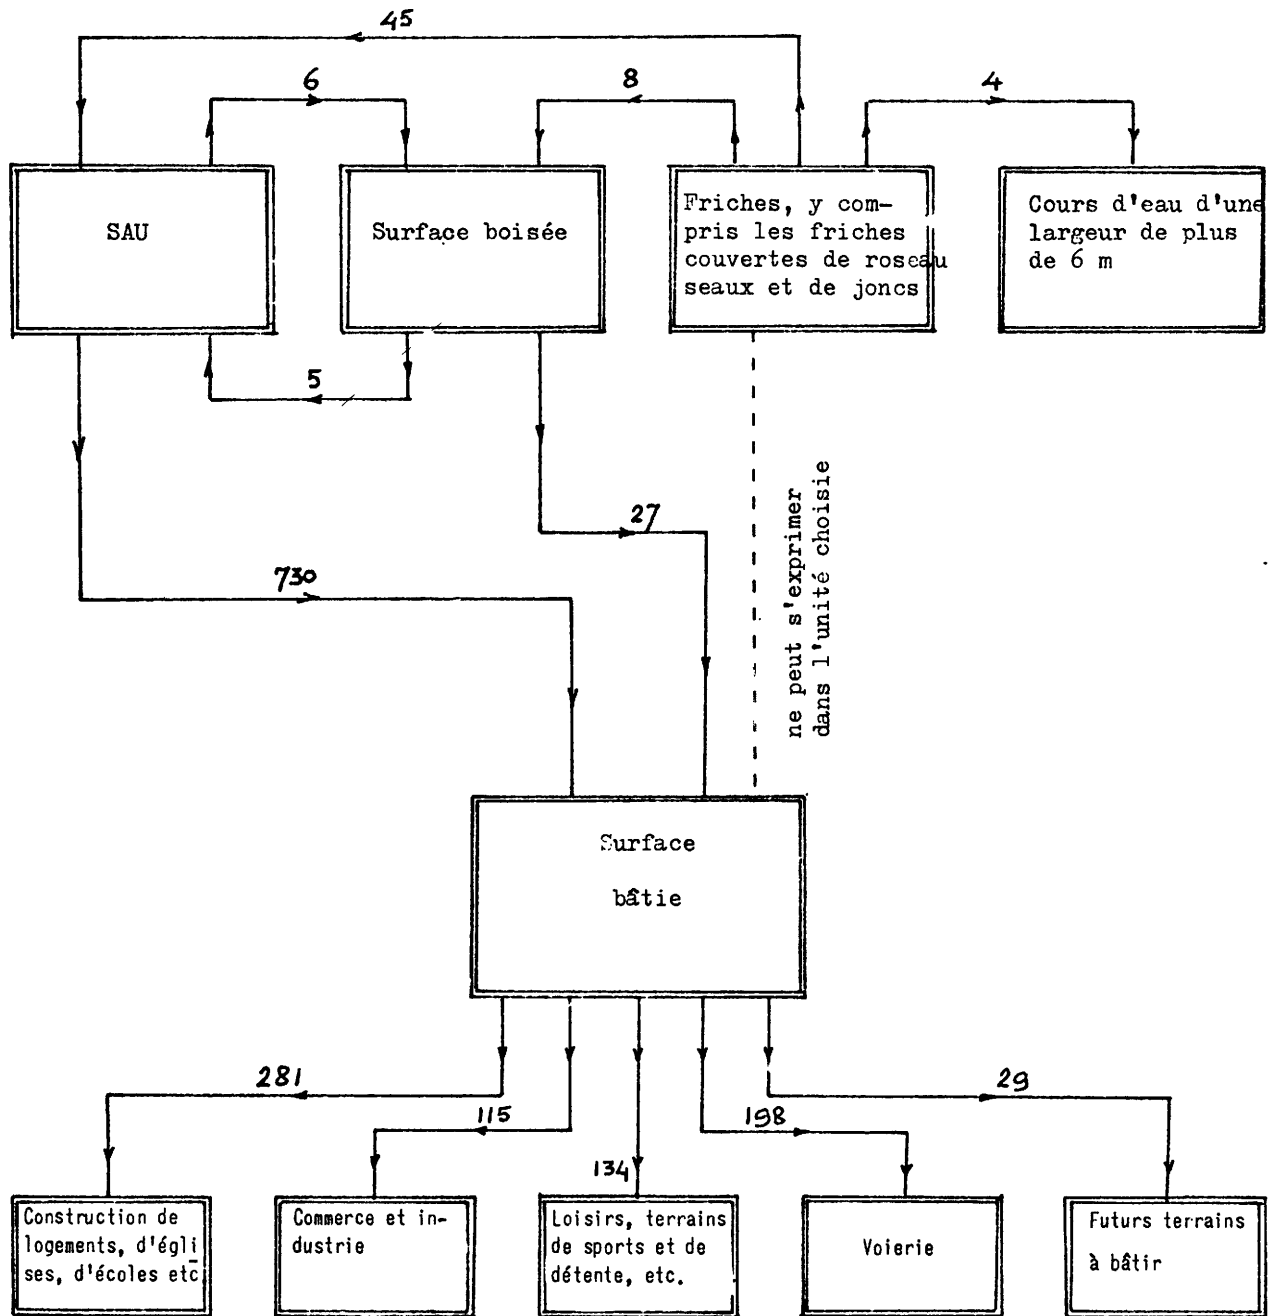 45
6
8
4
SAU
Surface boisée
Friches, y com-
pris les friches
couvertes de roseau
seaux et de joncs
Cours d'eau d'une
largeur de plus
de 6 m
5
27
730
ne peut s'exprimer
dans l'unité choisie
Surface
bâtie
281
115
134
198
29
Construction de
logements, d'égli
ses, d'écoles etc
Commerce et in-
dustrie
Loisirs, terrains
de sports et de
détente, etc.
Voierie
Futurs terrains
à bâtir